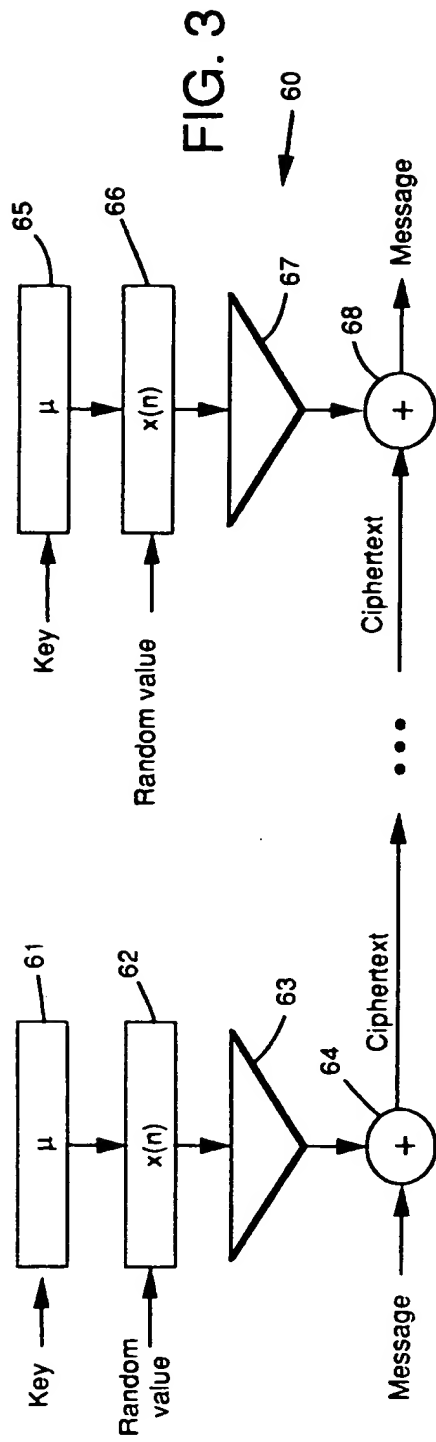 FIG. 3
60
61
μ
Key
62
x(n)
Random
value
63
64
+
Message
Ciphertext
•••
65
μ
Key
66
x(n)
Random value
67
68
+
Ciphertext
Message